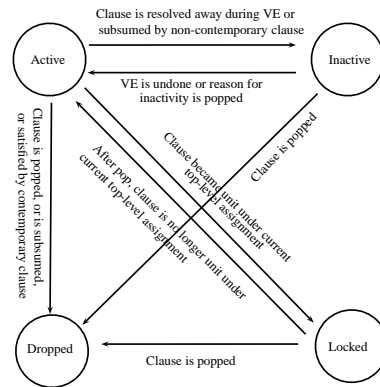 Clause is resolved away during VE or
subsumed by non-contemporary clause
Active
Inactive
VE is undone or reason for
inactivity is popped
Clause is popped, or is subsumed,
or satisfied by contemporary clause
After pop, clause is no longer unit under
current top-level assignment
Clause became unit under current
top-level assignment
Clause is popped
Dropped
Locked
Clause is popped